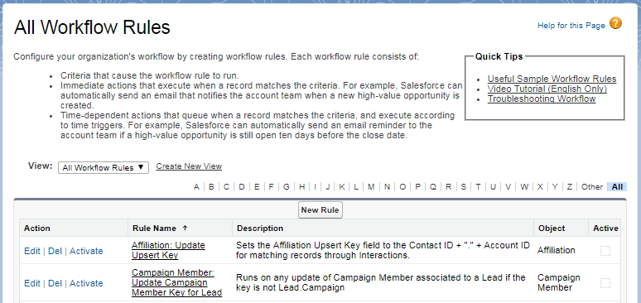 All Workflow Rules
Help for this Page ?
Configure your organization's workflow by creating workflow rules. Each workflow rule consists of:
Quick Tips
• Criteria that cause the workflow rule to run.
• Immediate actions that execute when a record matches the criteria. For example, Salesforce can
automatically send an email that notifies the account team when a new high-value opportunity is
created.
• Time-dependent actions that queue when a record matches the criteria, and execute according
to time triggers. For example, Salesforce can automatically send an email reminder to the
account team if a high-value opportunity is still open ten days before the close date.
• Useful Sample Workflow Rules
• Video Tutorial (English Only)
• Troubleshooting Workflow
View: All Workflow Rules ▼ Create New View
A | B | C | D | E | F | G | H | I | J | K | L | M | N | O | P | Q | R | S | T | U | V | W | X | Y | Z | Other All
New Rule
Action Rule Name ↑ Description Object Active
Edit | Del | Activate Affiliation: Update Sets the Affiliation Upsert Key field to the Contact ID + "." + Account ID Affiliation
Upsert Key for matching records through Interactions.
Edit | Del | Activate Campaign Member: Runs on any update of Campaign Member associated to a Lead if the Campaign
Update Campaign key is not Lead.Campaign Member
Member Key for Lead